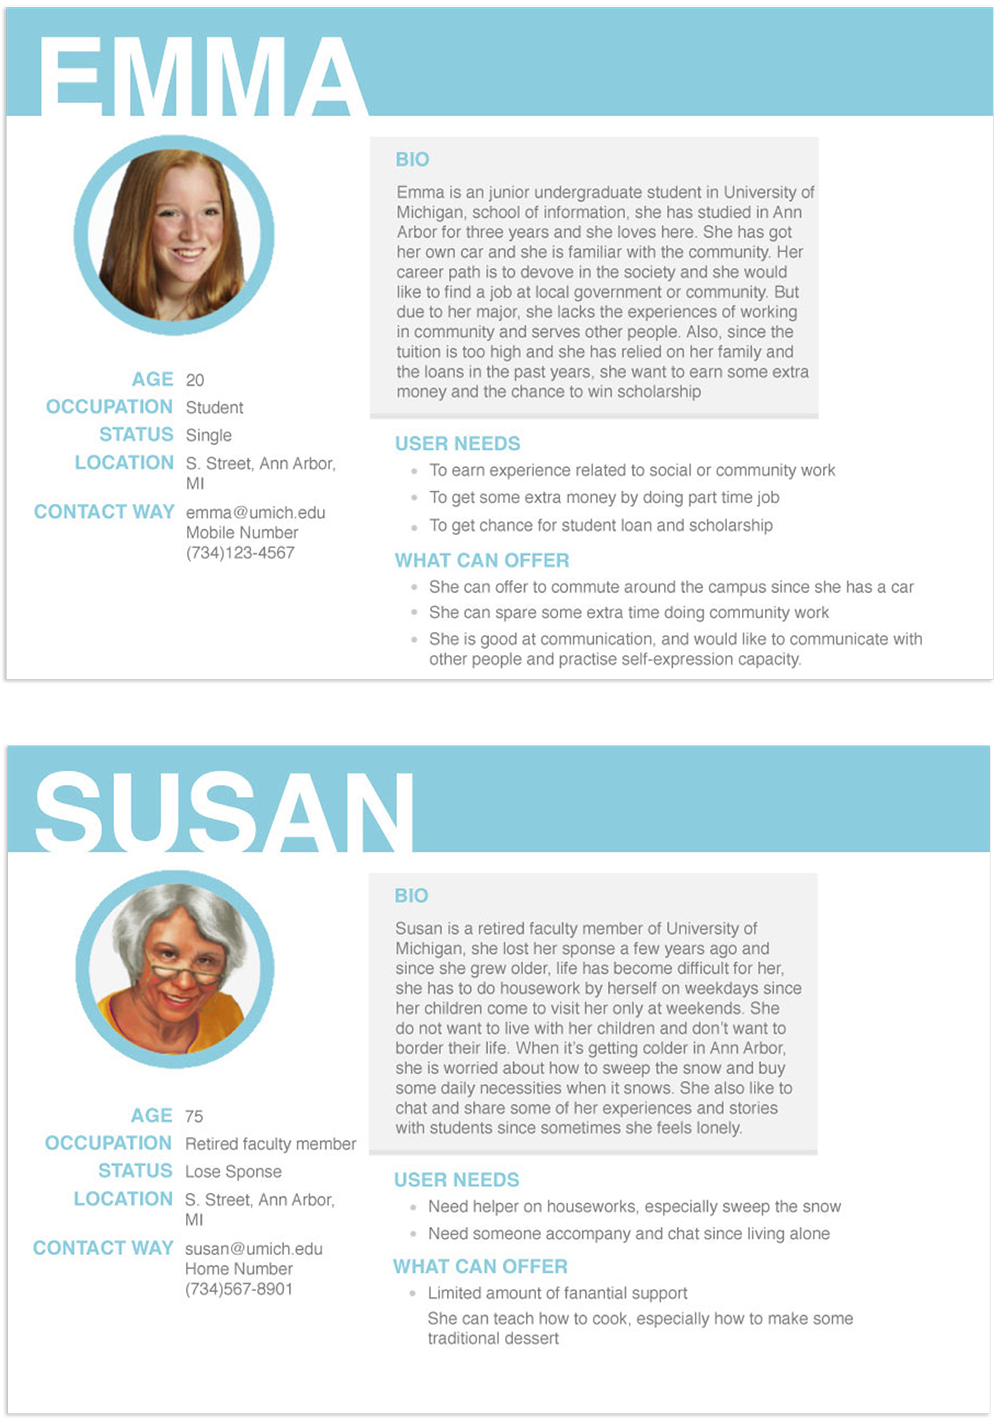 EMMA
AGE 20
OCCUPATION Student
STATUS Single
LOCATION S. Street, Ann Arbor,
MI
CONTACT WAY emma@umich.edu
Mobile Number
(734)123-4567
BIO
Emma is an junior undergraduate student in University of
Michigan, school of information, she has studied in Ann
Arbor for three years and she loves here. She has got
her own car and she is familiar with the community. Her
career path is to devove in the society and she would
like to find a job at local government or community. But
due to her major, she lacks the experiences of working
in community and serves other people. Also, since the
tuition is too high and she has relied on her family and
the loans in the past years, she want to earn some extra
money and the chance to win scholarship
USER NEEDS
• To earn experience related to social or community work
• To get some extra money by doing part time job
• To get chance for student loan and scholarship
WHAT CAN OFFER
• She can offer to commute around the campus since she has a car
• She can spare some extra time doing community work
• She is good at communication, and would like to communicate with
other people and practise self-expression capacity.
SUSAN
AGE 75
OCCUPATION Retired faculty member
STATUS Lose Sponse
LOCATION S. Street, Ann Arbor,
MI
CONTACT WAY susan@umich.edu
Home Number
(734)567-8901
BIO
Susan is a retired faculty member of University of
Michigan, she lost her sponse a few years ago and
since she grew older, life has become difficult for her,
she has to do housework by herself on weekdays since
her children come to visit her only at weekends. She
do not want to live with her children and don't want to
border their life. When it's getting colder in Ann Arbor,
she is worried about how to sweep the snow and buy
some daily necessities when it snows. She also like to
chat and share some of her experiences and stories
with students since sometimes she feels lonely.
USER NEEDS
• Need helper on houseworks, especially sweep the snow
• Need someone accompany and chat since living alone
WHAT CAN OFFER
• Limited amount of fanantial support
She can teach how to cook, especially how to make some
traditional dessert